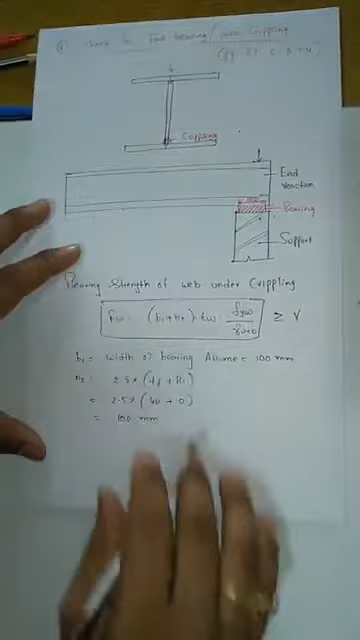 Check for End bearing / web Crippling
Crippling
End
reaction
Bearing
Support
Bearing Strength of web under Crippling
fw = (b1+n2) tw fyw/γm0 ≥ V
b1 = width of bearing Assume = 100 mm
n2 = 2.5 x (tf + R1)
= 2.5 x (40 + 0)
= 100 mm